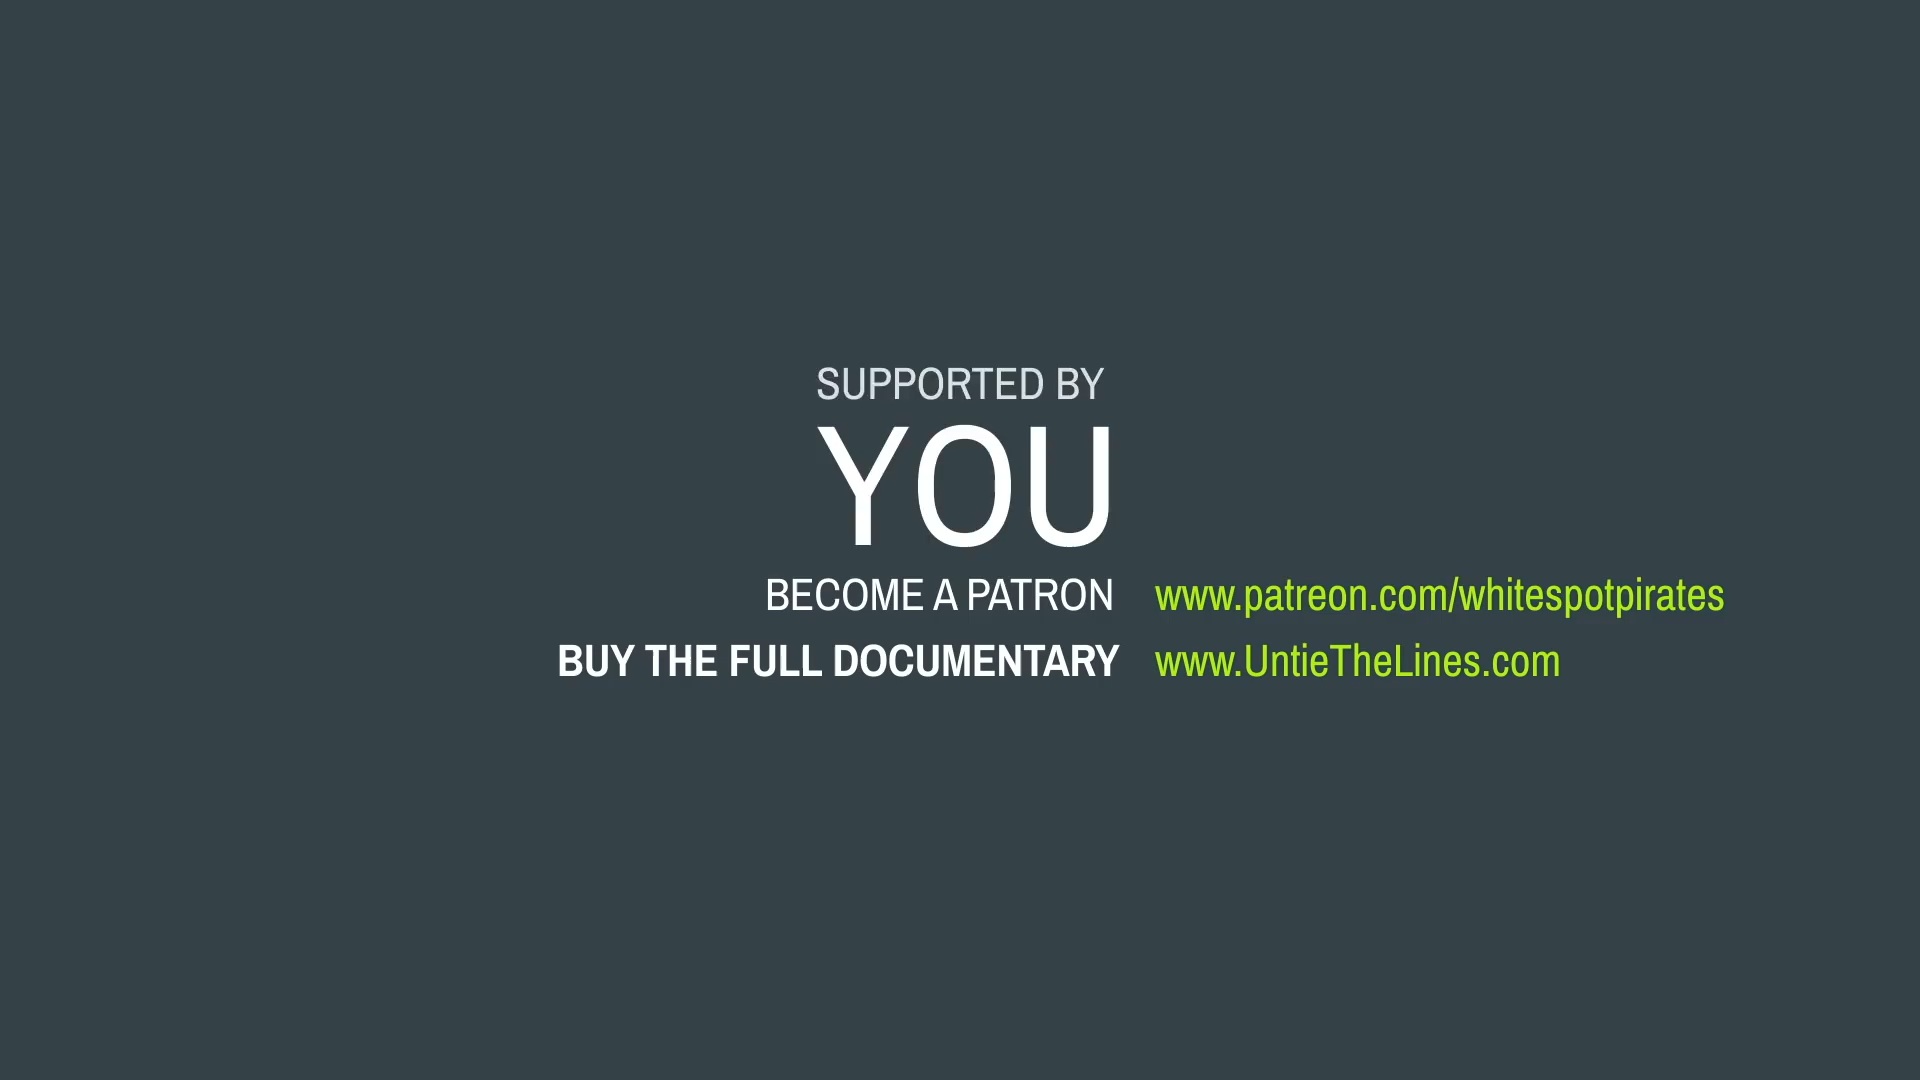 SUPPORTED BY
YOU
BECOME A PATRON www.patreon.com/whitespotpirates
BUY THE FULL DOCUMENTARY www.UntieTheLines.com